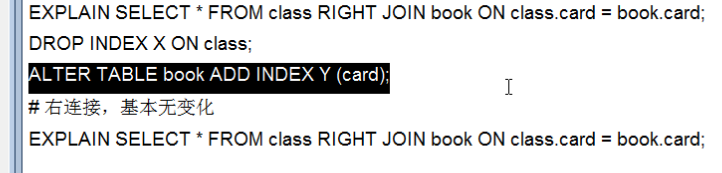 EXPLAIN SELECT * FROM class RIGHT JOIN book ON class.card = book.card;
DROP INDEX X ON class;
ALTER TABLE book ADD INDEX Y (card);
# 右连接，基本无变化
EXPLAIN SELECT * FROM class RIGHT JOIN book ON class.card = book.card;